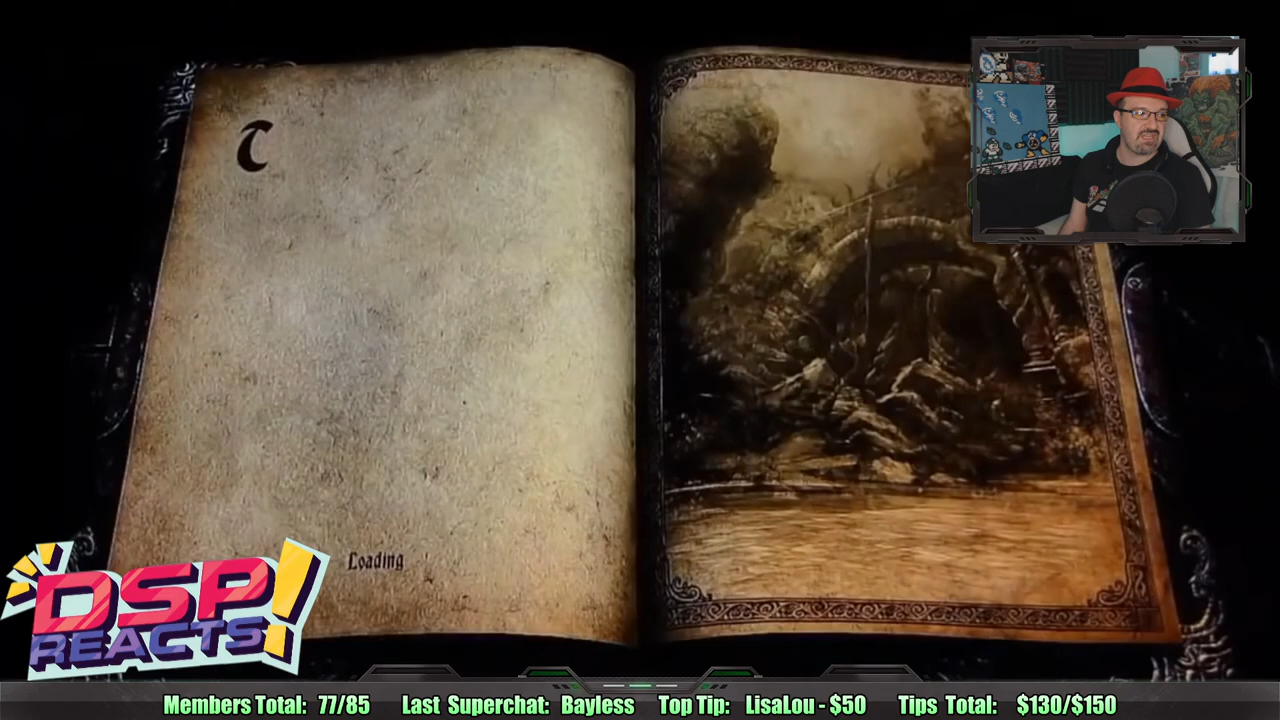 T
Loading
DSP!
REACTS!
Members Total: 77/85 Last Superchat: Bayless Top Tip: LisaLou - $50 Tips Total: $130/$150